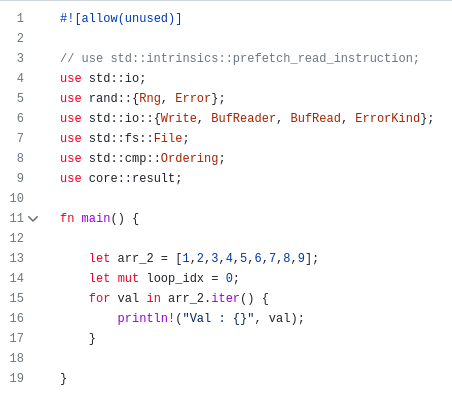 1 #![allow(unused)]
2
3 // use std::intrinsics::prefetch_read_instruction;
4 use std::io;
5 use rand::{Rng, Error};
6 use std::io::{Write, BufReader, BufRead, ErrorKind};
7 use std::fs::File;
8 use std::cmp::Ordering;
9 use core::result;
10
11 fn main() {
12
13     let arr_2 = [1,2,3,4,5,6,7,8,9];
14     let mut loop_idx = 0;
15     for val in arr_2.iter() {
16         println!("Val : {}", val);
17     }
18
19 }